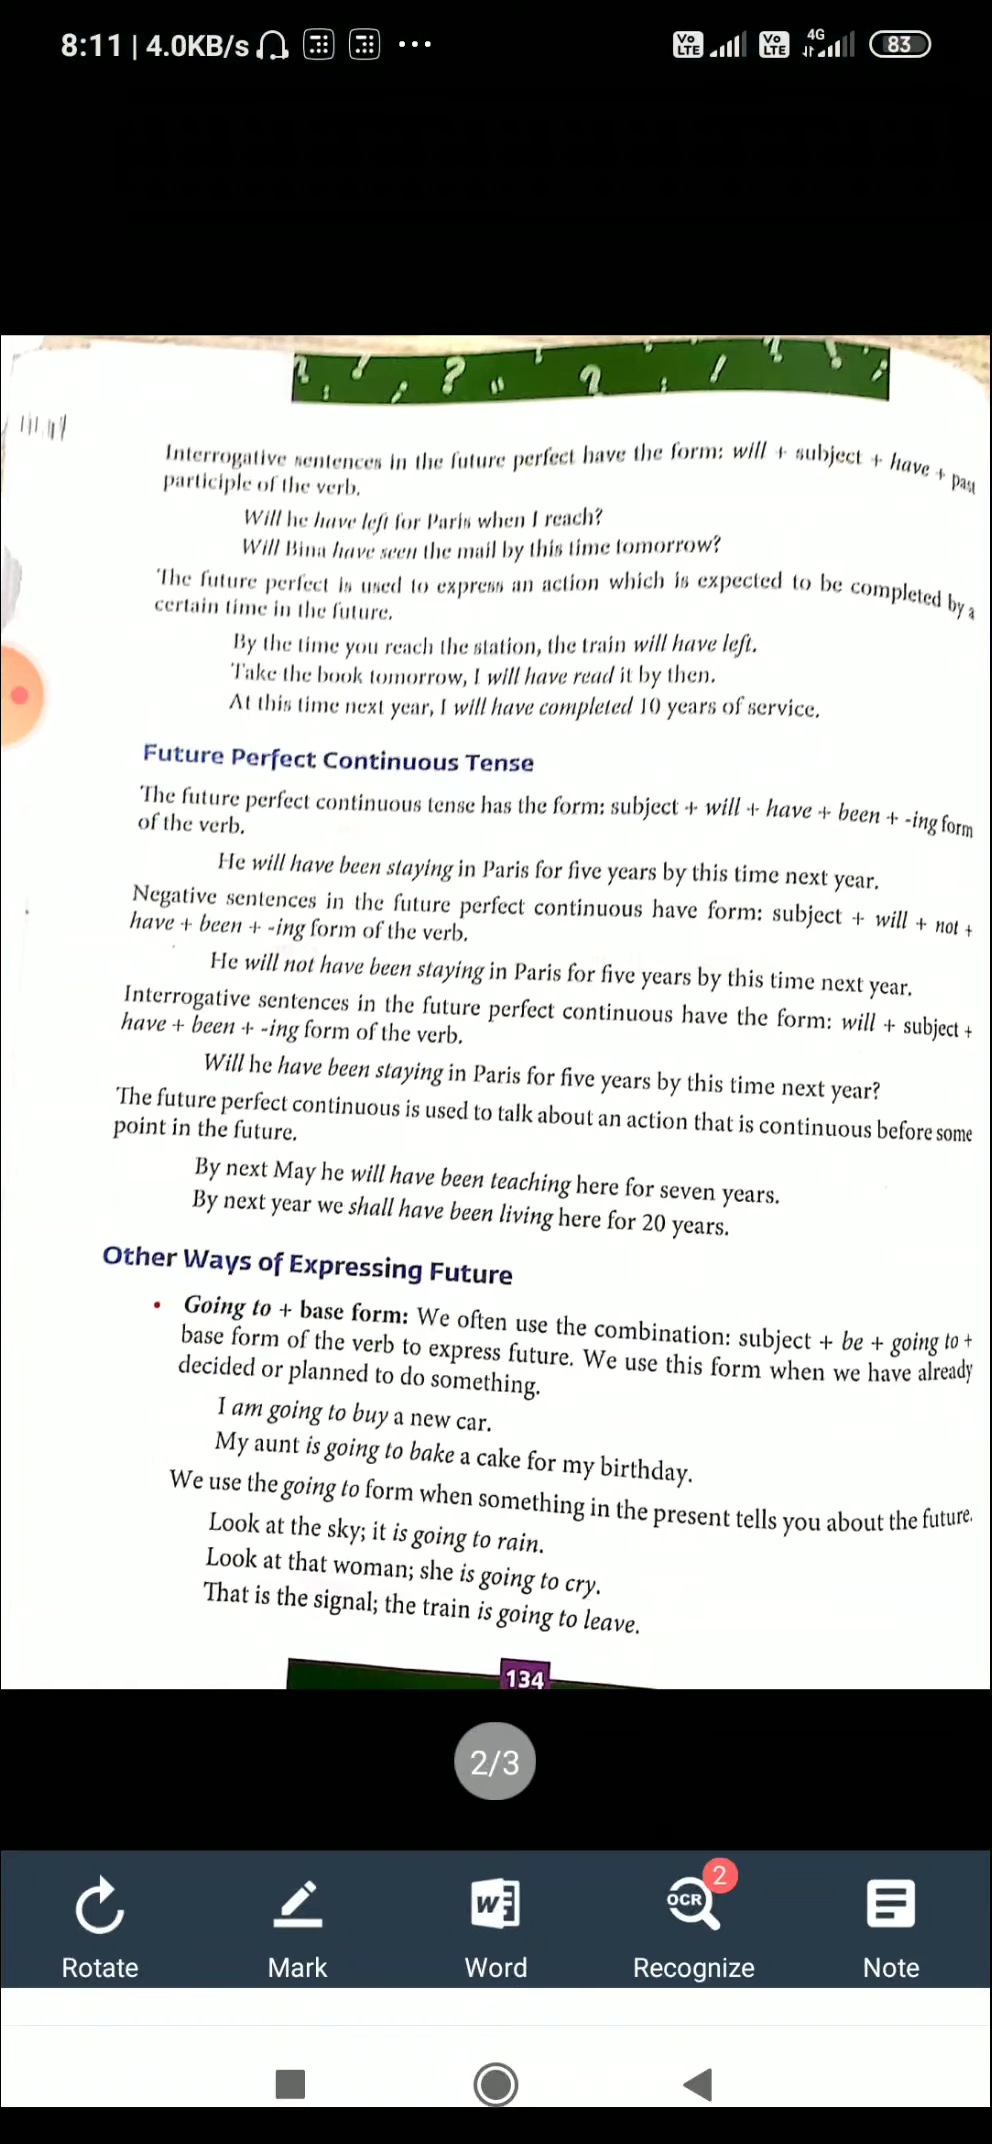 8:11 | 4.0KB/s
Vo LTE Vo LTE 4G 83
Interrogative sentences in the future perfect have the form: will + subject + have + past
participle of the verb.
Will he have left for Paris when I reach?
Will Bina have seen the mail by this time tomorrow?
The future perfect is used to express an action which is expected to be completed by a
certain time in the future.
By the time you reach the station, the train will have left.
Take the book tomorrow, I will have read it by then.
At this time next year, I will have completed 10 years of service.
Future Perfect Continuous Tense
The future perfect continuous tense has the form: subject + will + have + been + -ing form
of the verb.
He will have been staying in Paris for five years by this time next year.
Negative sentences in the future perfect continuous have form: subject + will + not +
have + been + -ing form of the verb.
He will not have been staying in Paris for five years by this time next year.
Interrogative sentences in the future perfect continuous have the form: will + subject +
have + been + -ing form of the verb.
Will he have been staying in Paris for five years by this time next year?
The future perfect continuous is used to talk about an action that is continuous before some
point in the future.
By next May he will have been teaching here for seven years.
By next year we shall have been living here for 20 years.
Other Ways of Expressing Future
• Going to + base form: We often use the combination: subject + be + going to +
base form of the verb to express future. We use this form when we have already
decided or planned to do something.
I am going to buy a new car.
My aunt is going to bake a cake for my birthday.
We use the going to form when something in the present tells you about the future.
Look at the sky; it is going to rain.
Look at that woman; she is going to cry.
That is the signal; the train is going to leave.
134
2/3
W OCR 2
Rotate Mark Word Recognize Note